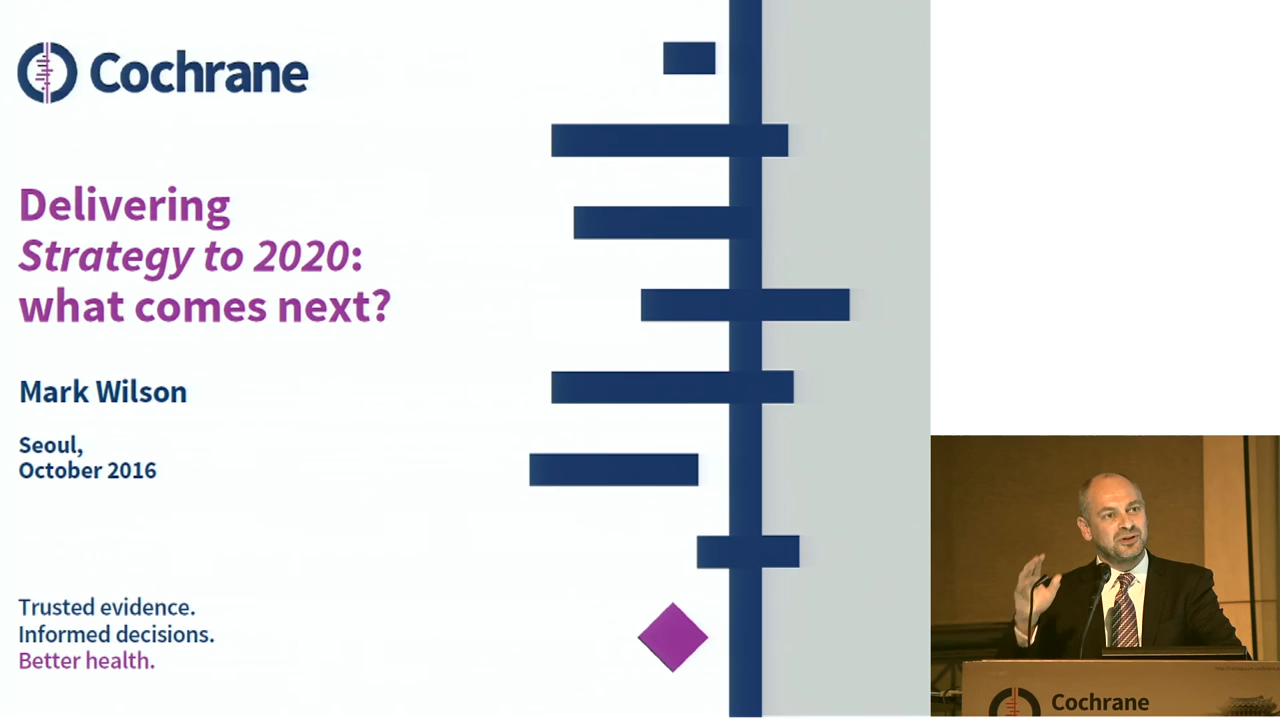 Cochrane
Delivering
Strategy to 2020:
what comes next?
Mark Wilson
Seoul,
October 2016
Trusted evidence.
Informed decisions.
Better health.
Cochrane